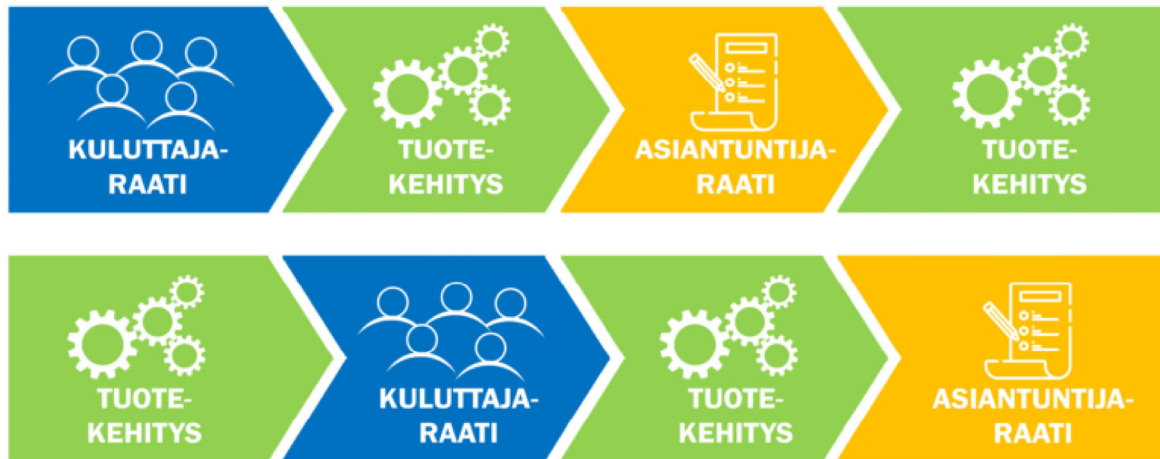 KULUTTAJA-
RAATI
TUOTE-
KEHITYS
ASIANTUNTIJA-
RAATI
TUOTE-
KEHITYS
TUOTE-
KEHITYS
KULUTTAJA-
RAATI
TUOTE-
KEHITYS
ASIANTUNTIJA-
RAATI